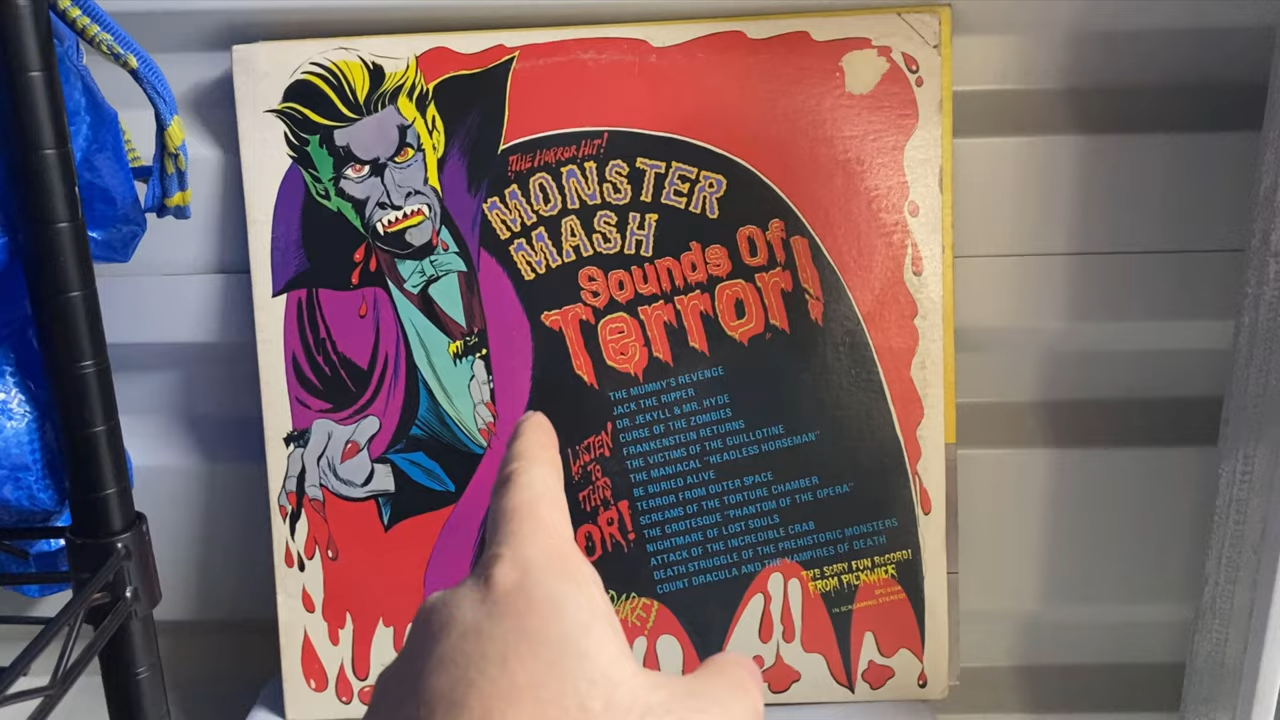 THE HORROR HIT!
MONSTER
MASH
Sounds Of
Terror!
THE MUMMY'S REVENGE
JACK THE RIPPER
DR. JEKYLL & MR. HYDE
CURSE OF THE ZOMBIES
FRANKENSTEIN RETURNS
THE VICTIMS OF THE GUILLOTINE
THE MANIACAL "HEADLESS HORSEMAN"
BE BURIED ALIVE
TERROR FROM OUTER SPACE
SCREAMS OF THE TORTURE CHAMBER
THE GROTESQUE "PHANTOM OF THE OPERA"
NIGHTMARE OF LOST SOULS
ATTACK OF THE INCREDIBLE CRAB
DEATH STRUGGLE OF THE PREHISTORIC MONSTERS
COUNT DRACULA AND THE VAMPIRES OF DEATH
LISTEN
TO
THIS
OR!
DARE!
THE SCARY FUN RECORD!
FROM PICKWICK
IN SCREAMING STEREO!